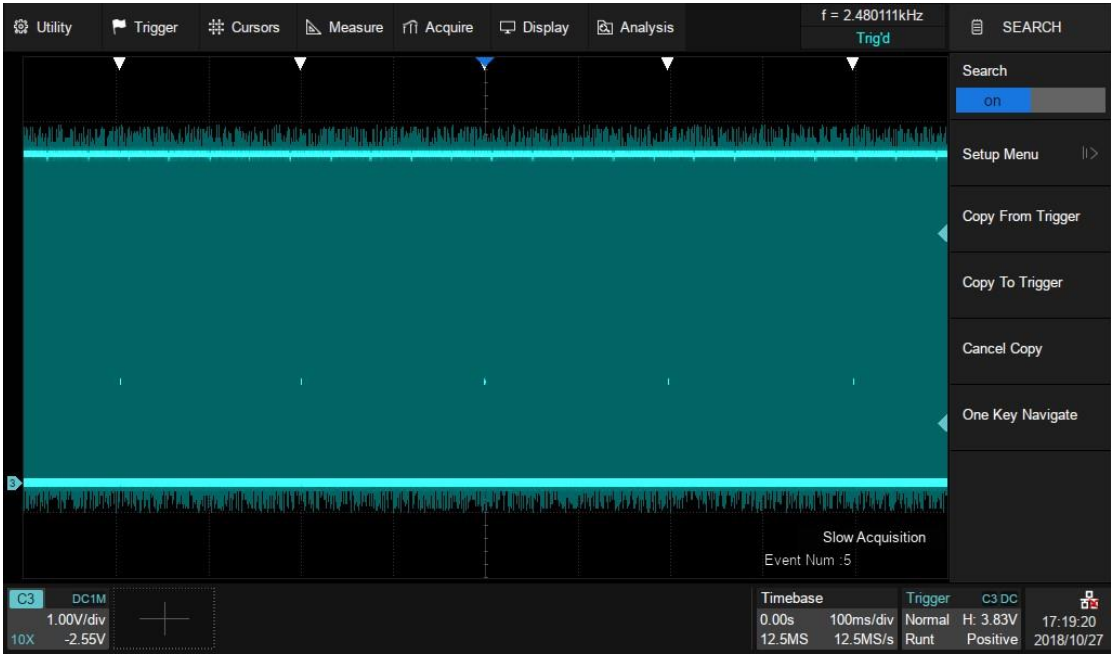 Utility Trigger Cursors Measure Acquire Display Analysis f = 2.480111kHz SEARCH
Trig'd
Search
on
Setup Menu
Copy From Trigger
Copy To Trigger
Cancel Copy
One Key Navigate
3
Slow Acquisition
Event Num :5
C3 DC1M Timebase Trigger C3 DC
1.00V/div 0.00s 100ms/div Normal H: 3.83V 17:19:20
10X -2.55V 12.5MS 12.5MS/s Runt Positive 2018/10/27